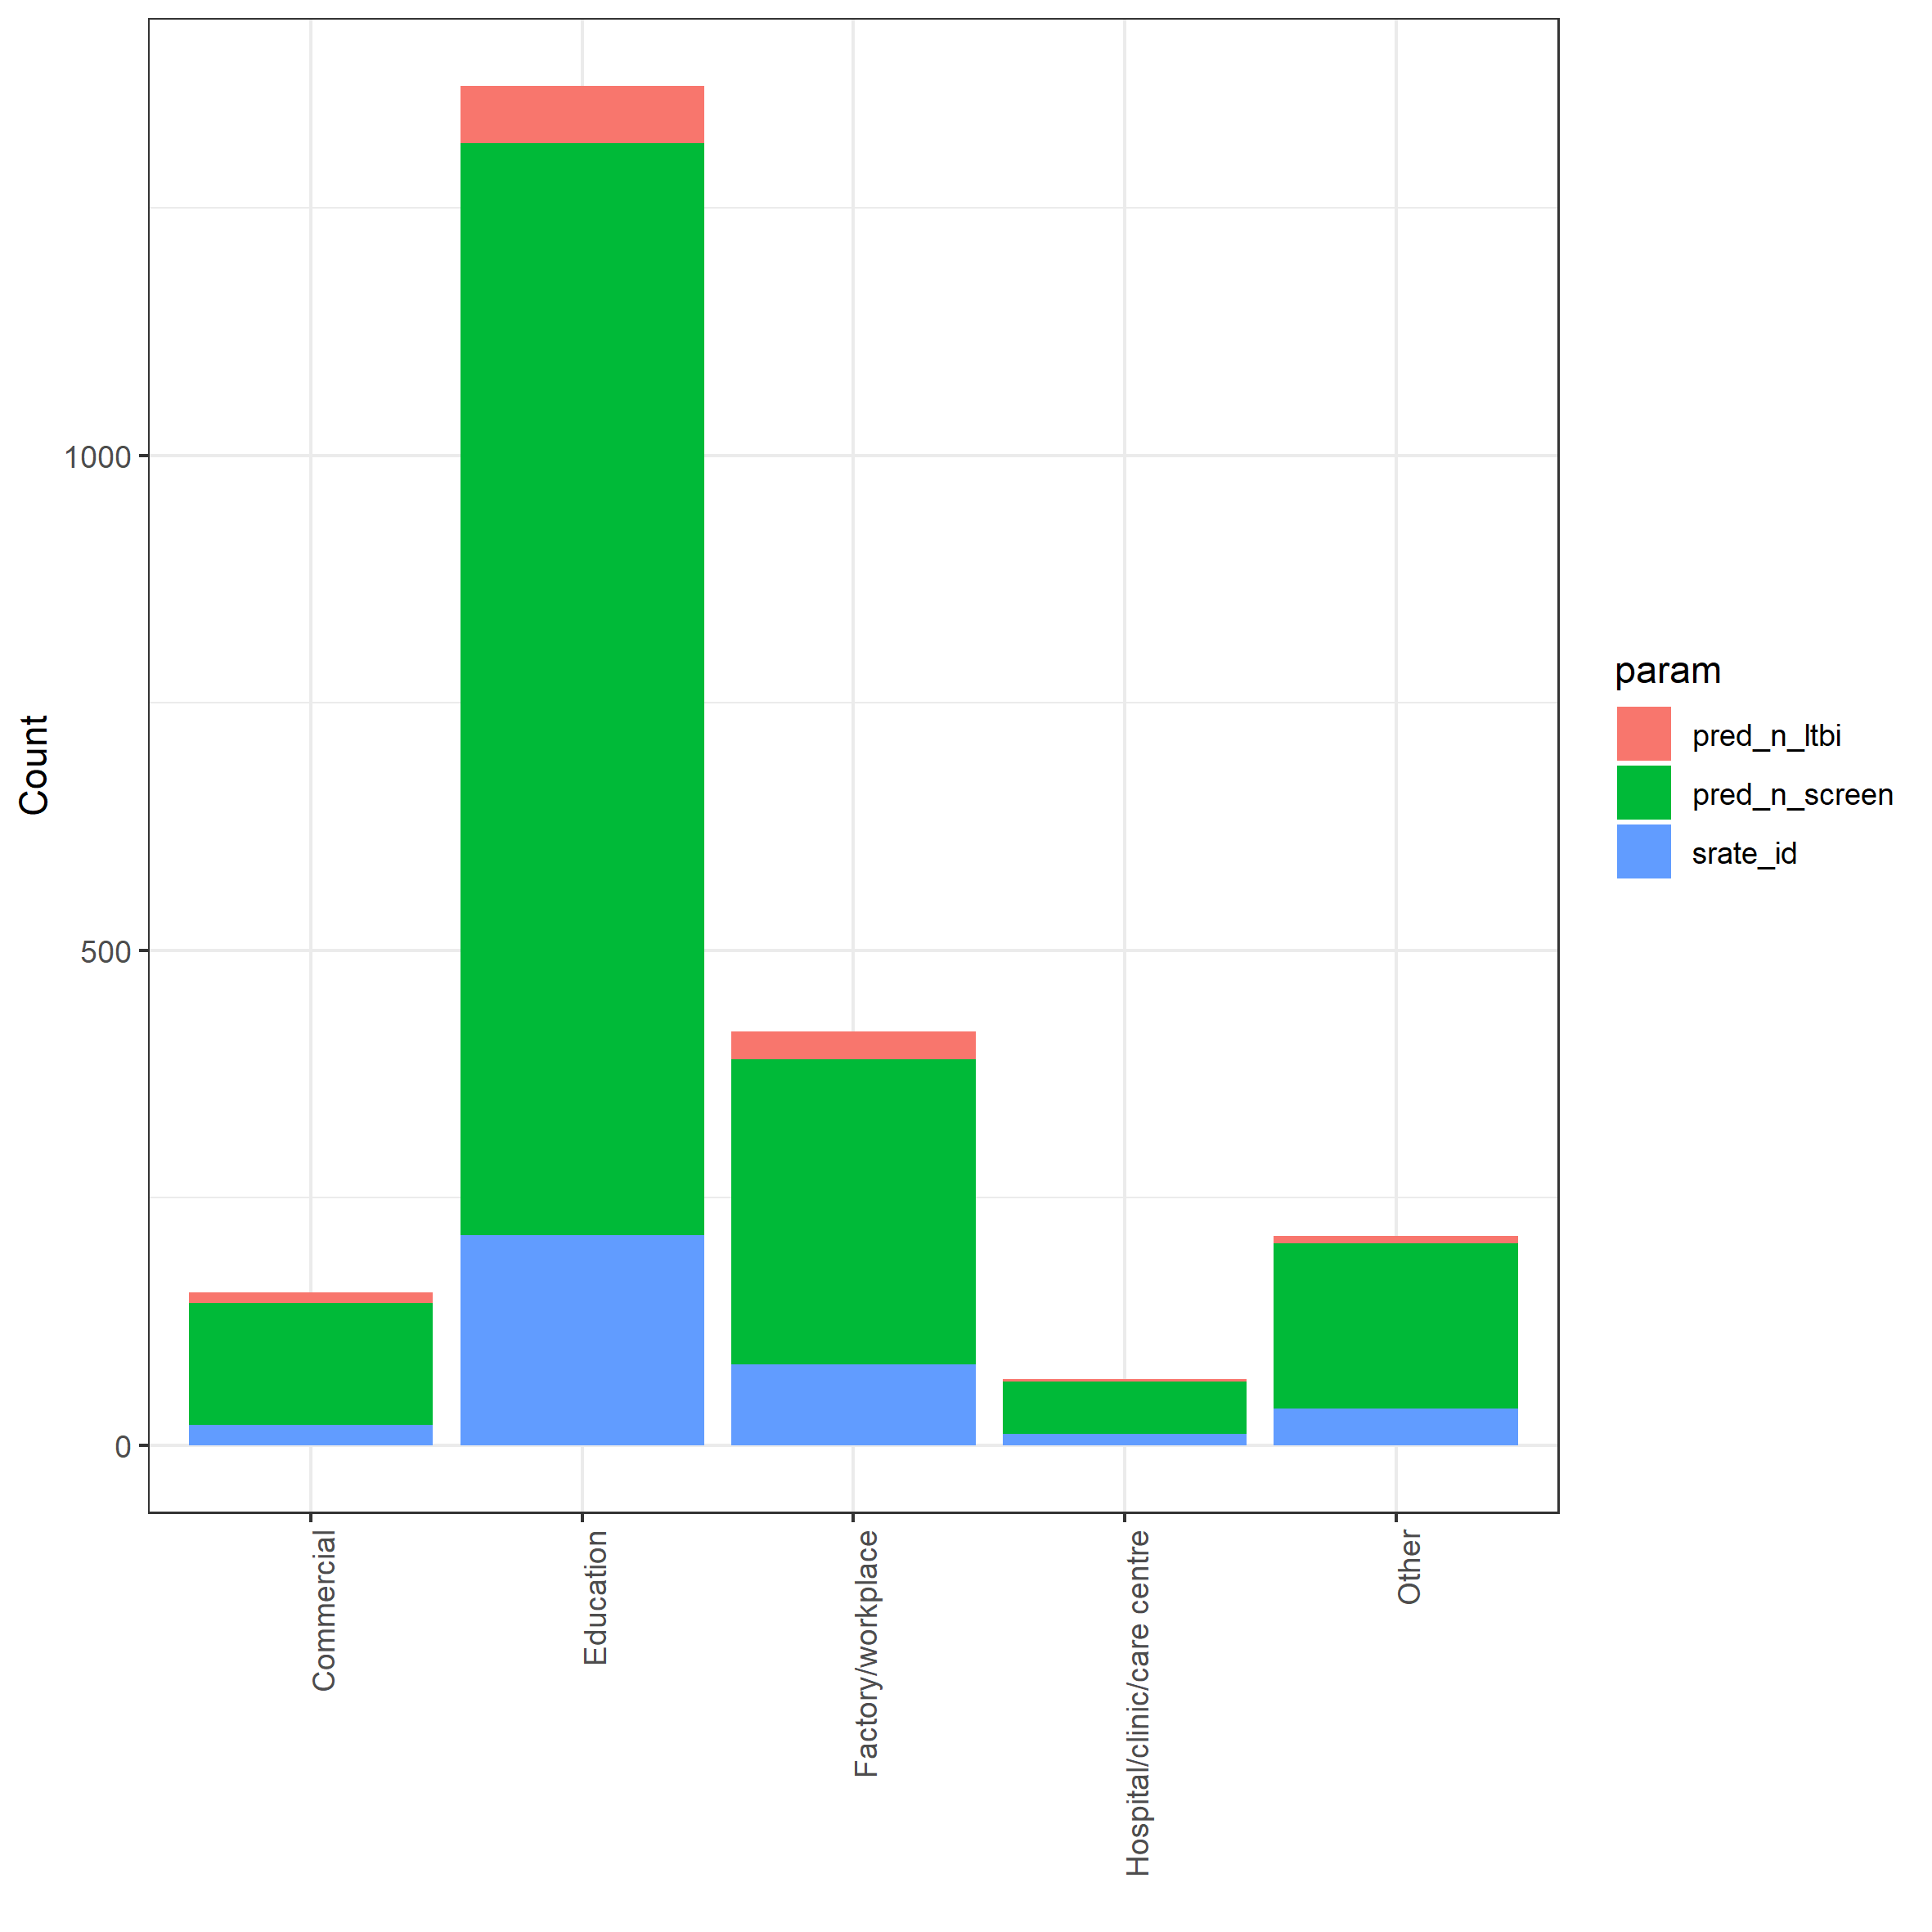 Count
1000
500
0
Commercial
Education
Factory/workplace
Hospital/clinic/care centre
Other
param
pred_n_ltbi
pred_n_screen
srate_id